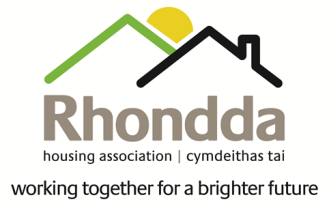 Rhondda
housing association | cymdeithas tai
working together for a brighter future